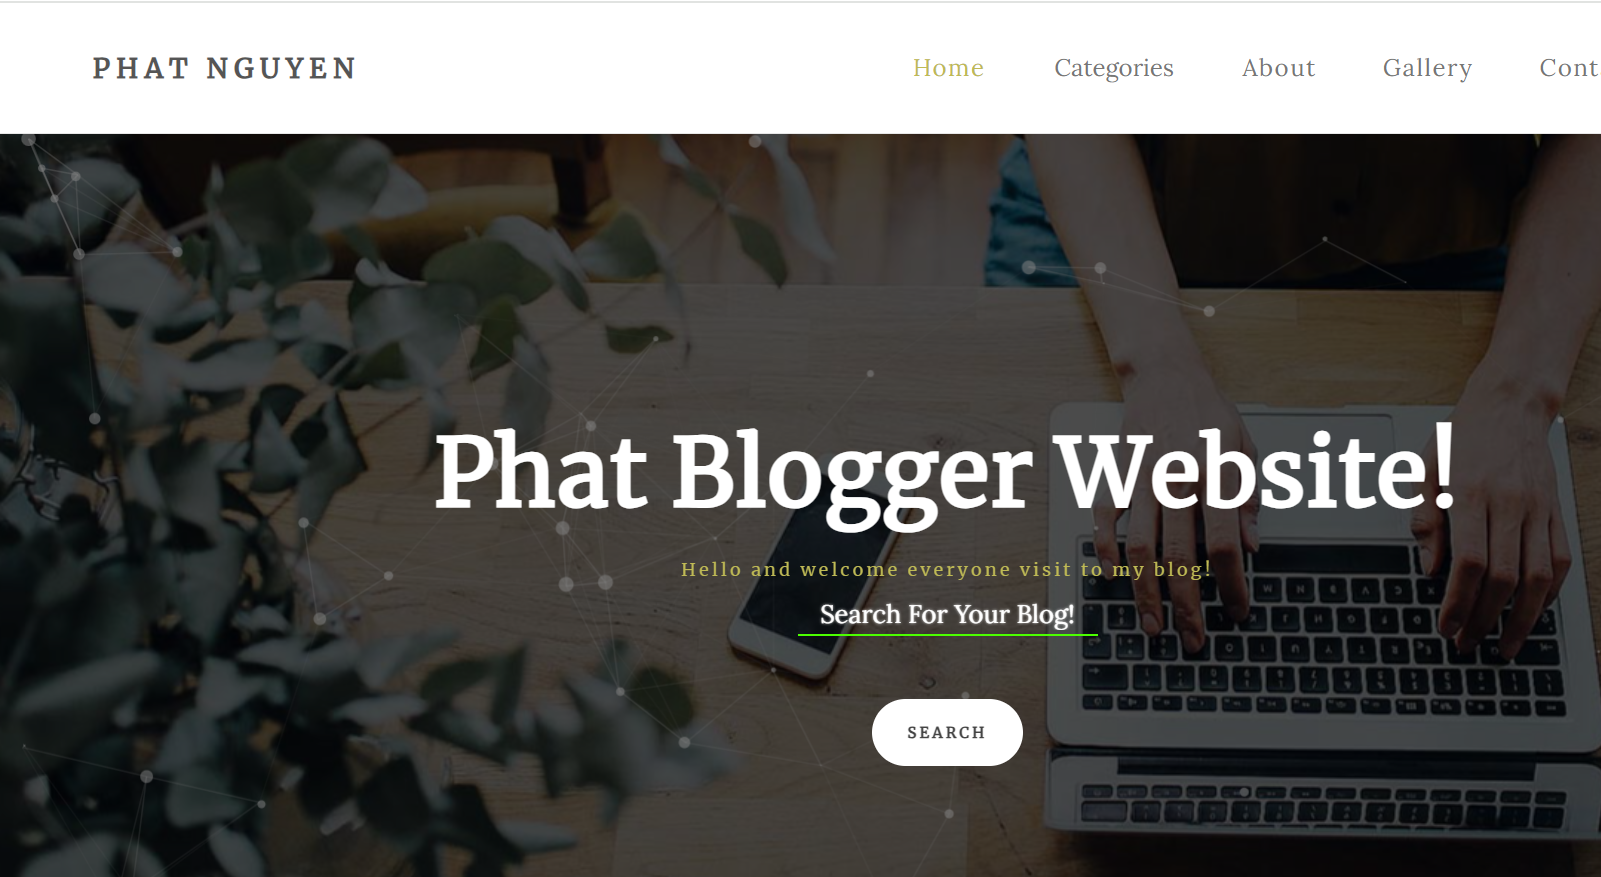 PHAT NGUYEN
Home Categories About Gallery
Phat Blogger Website!
Hello and welcome everyone visit to my blog!
Search For Your Blog!
SEARCH